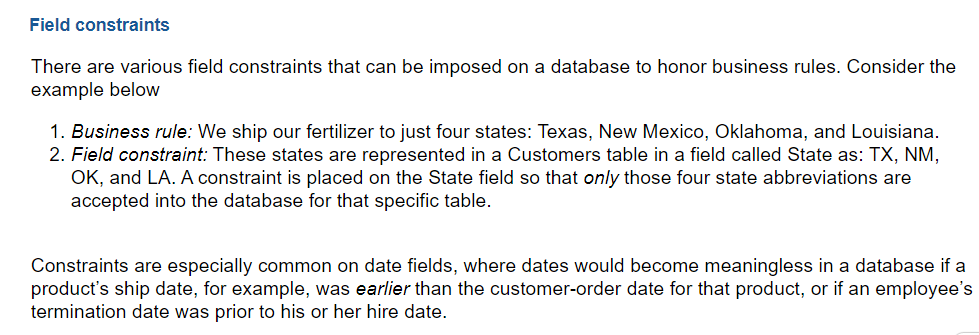 Field constraints
There are various field constraints that can be imposed on a database to honor business rules. Consider the
example below
1. Business rule: We ship our fertilizer to just four states: Texas, New Mexico, Oklahoma, and Louisiana.
2. Field constraint: These states are represented in a Customers table in a field called State as: TX, NM,
OK, and LA. A constraint is placed on the State field so that only those four state abbreviations are
accepted into the database for that specific table.
Constraints are especially common on date fields, where dates would become meaningless in a database if a
product’s ship date, for example, was earlier than the customer-order date for that product, or if an employee’s
termination date was prior to his or her hire date.